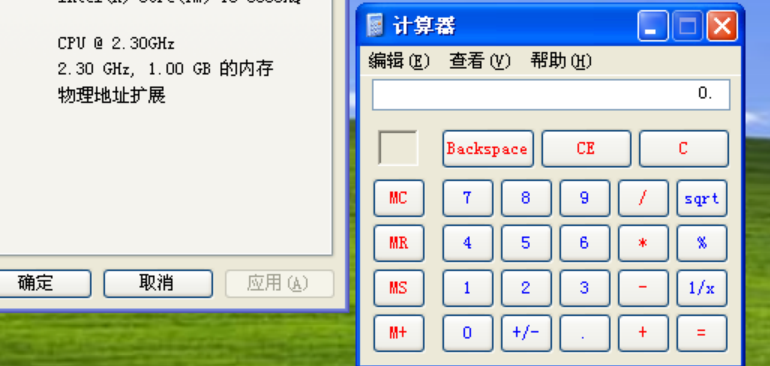 CPU @ 2.30GHz
2.30 GHz, 1.00 GB 的内存
物理地址扩展
确定 取消 应用(A)
计算器
编辑(E) 查看(V) 帮助(H)
0.
Backspace CE C
MC 7 8 9 / sqrt
MR 4 5 6 * %
MS 1 2 3 - 1/x
M+ 0 +/- . + =